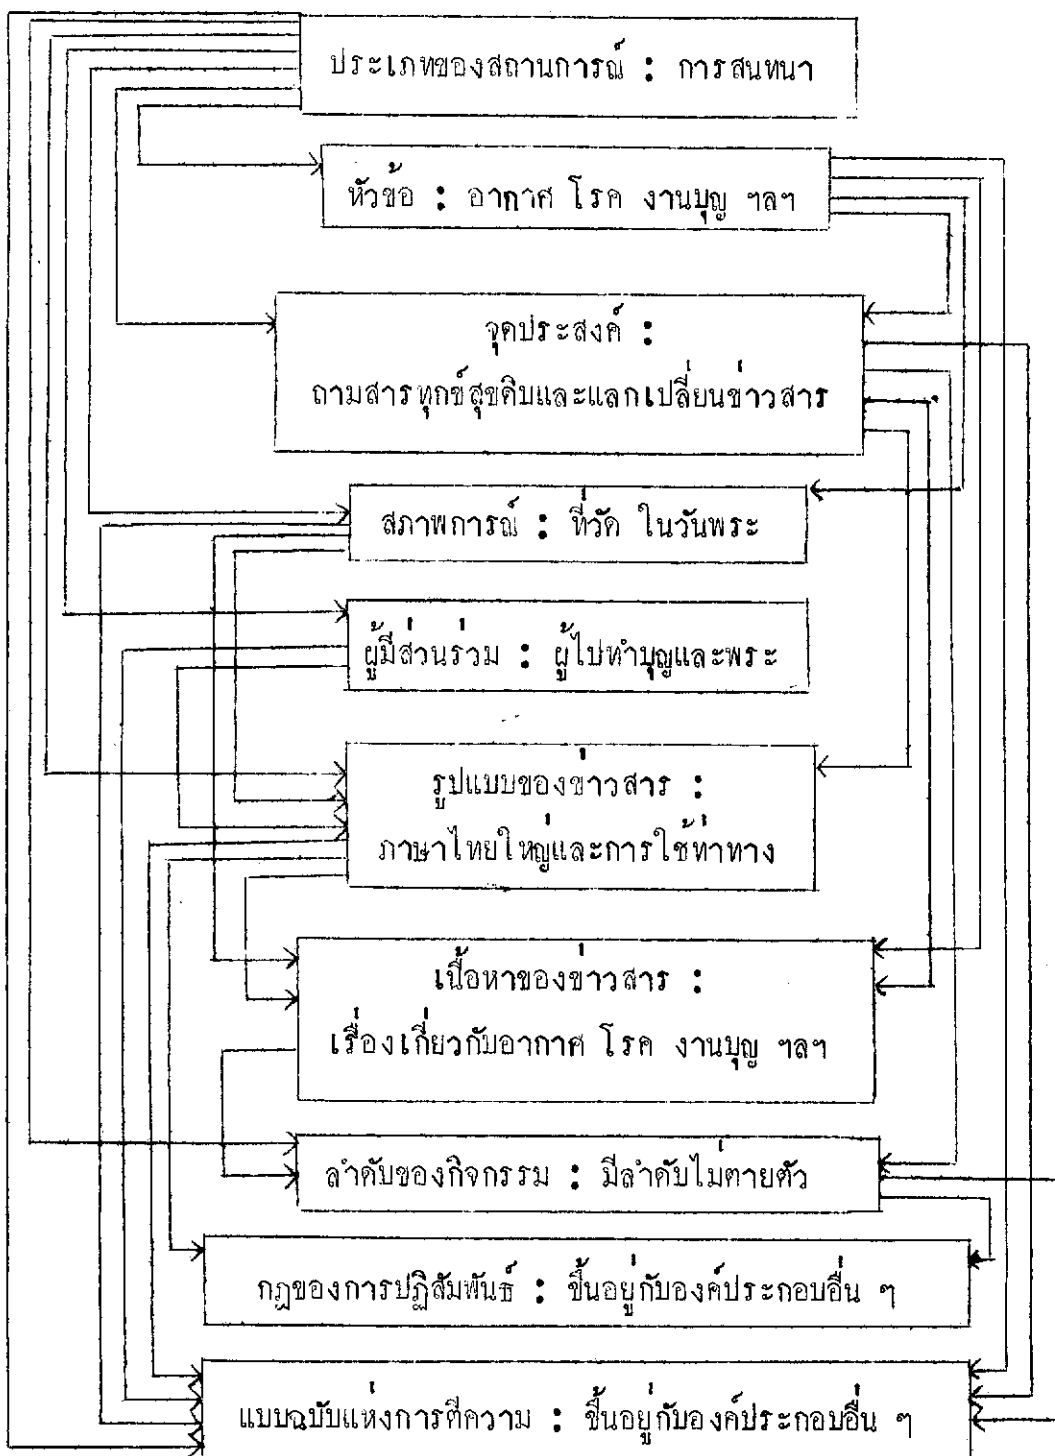 ประเภทของสถานการณ์ : การสนทนา
หัวข้อ : อากาศ โรค งานบุญ ฯลฯ
จุดประสงค์ :
ถามสารทุกข์สุขดิบและแลกเปลี่ยนข่าวสาร
สภาพการณ์ : ที่วัด ในวันพระ
ผู้มีส่วนร่วม : ผู้ไปทำบุญและพระ
รูปแบบของข่าวสาร :
ภาษาไทยใหญ่และการใช้ท่าทาง
เนื้อหาของข่าวสาร :
เรื่องเกี่ยวกับอากาศ โรค งานบุญ ฯลฯ
ลำดับของกิจกรรม : มีลำดับไม่ตายตัว
กฎของการปฏิสัมพันธ์ : ขึ้นอยู่กับองค์ประกอบอื่น ๆ
แบบฉบับแห่งการตีความ : ขึ้นอยู่กับองค์ประกอบอื่น ๆ